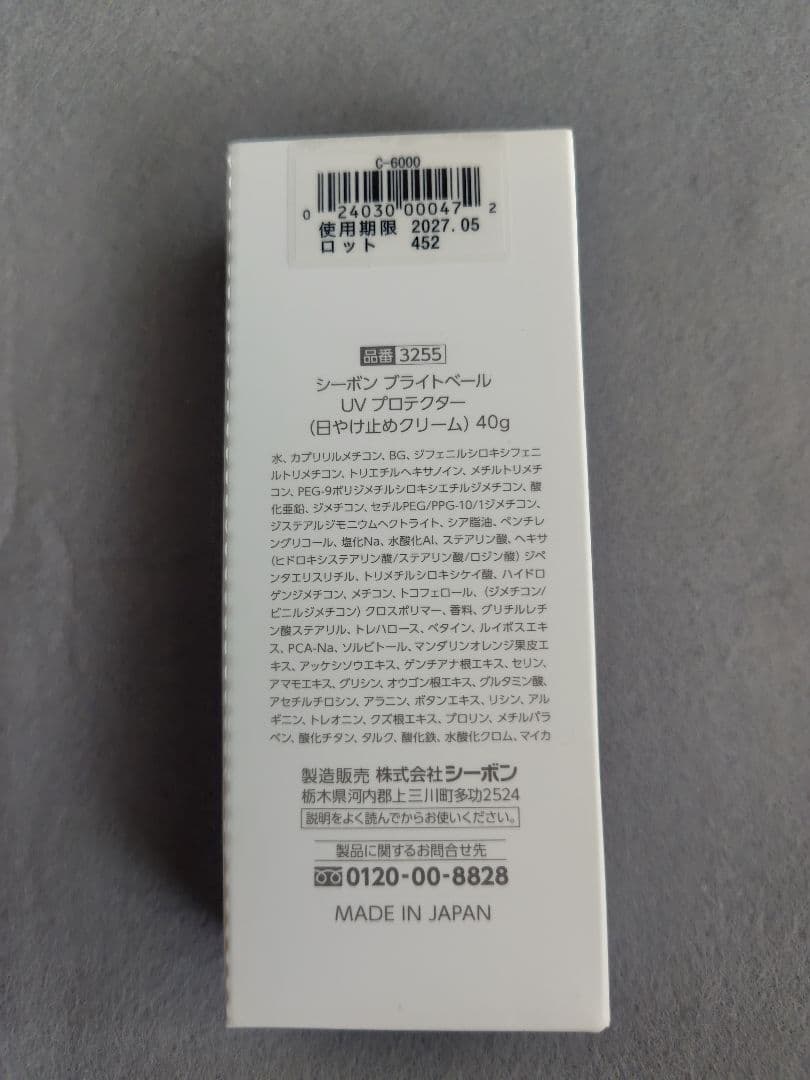 C-6000
0 24030 00047 2
使用期限 2027.05
ロット 452
品番 3255
シーボン ブライトベール
UV プロテクター
(日やけ止めクリーム) 40g
水、カプリリルメチコン、BG、ジフェニルシロキシフェニ
ルトリメチコン、トリエチルヘキサノイン、メチルトリメチ
コン、PEG-9ポリジメチルシロキシエチルジメチコン、酸
化亜鉛、ジメチコン、セチルPEG/PPG-10/1ジメチコン、
ジステアルジモニウムヘクトライト、シア脂油、ペンチレ
ングリコール、塩化Na、水酸化Al、ステアリン酸、ヘキサ
(ヒドロキシステアリン酸/ステアリン酸/ロジン酸) ジペ
ンタエリスリチル、トリメチルシロキシケイ酸、ハイドロ
ゲンジメチコン、メチコン、トコフェロール、(ジメチコン/
ビニルジメチコン) クロスポリマー、香料、グリチルレチ
ン酸ステアリル、トレハロース、ベタイン、ルイボスエキ
ス、PCA-Na、ソルビトール、マンダリンオレンジ果皮エ
キス、アッケシソウエキス、ゲンチアナ根エキス、セリン、
アマモエキス、グリシン、オウゴン根エキス、グルタミン酸、
アセチルチロシン、アラニン、ボタンエキス、リシン、アル
ギニン、トレオニン、クズ根エキス、プロリン、メチルパラ
ベン、酸化チタン、タルク、酸化鉄、水酸化クロム、マイカ
製造販売 株式会社シーボン
栃木県河内郡上三川町多功2524
説明をよく読んでからお使いください。
製品に関するお問合せ先
0120-00-8828
MADE IN JAPAN